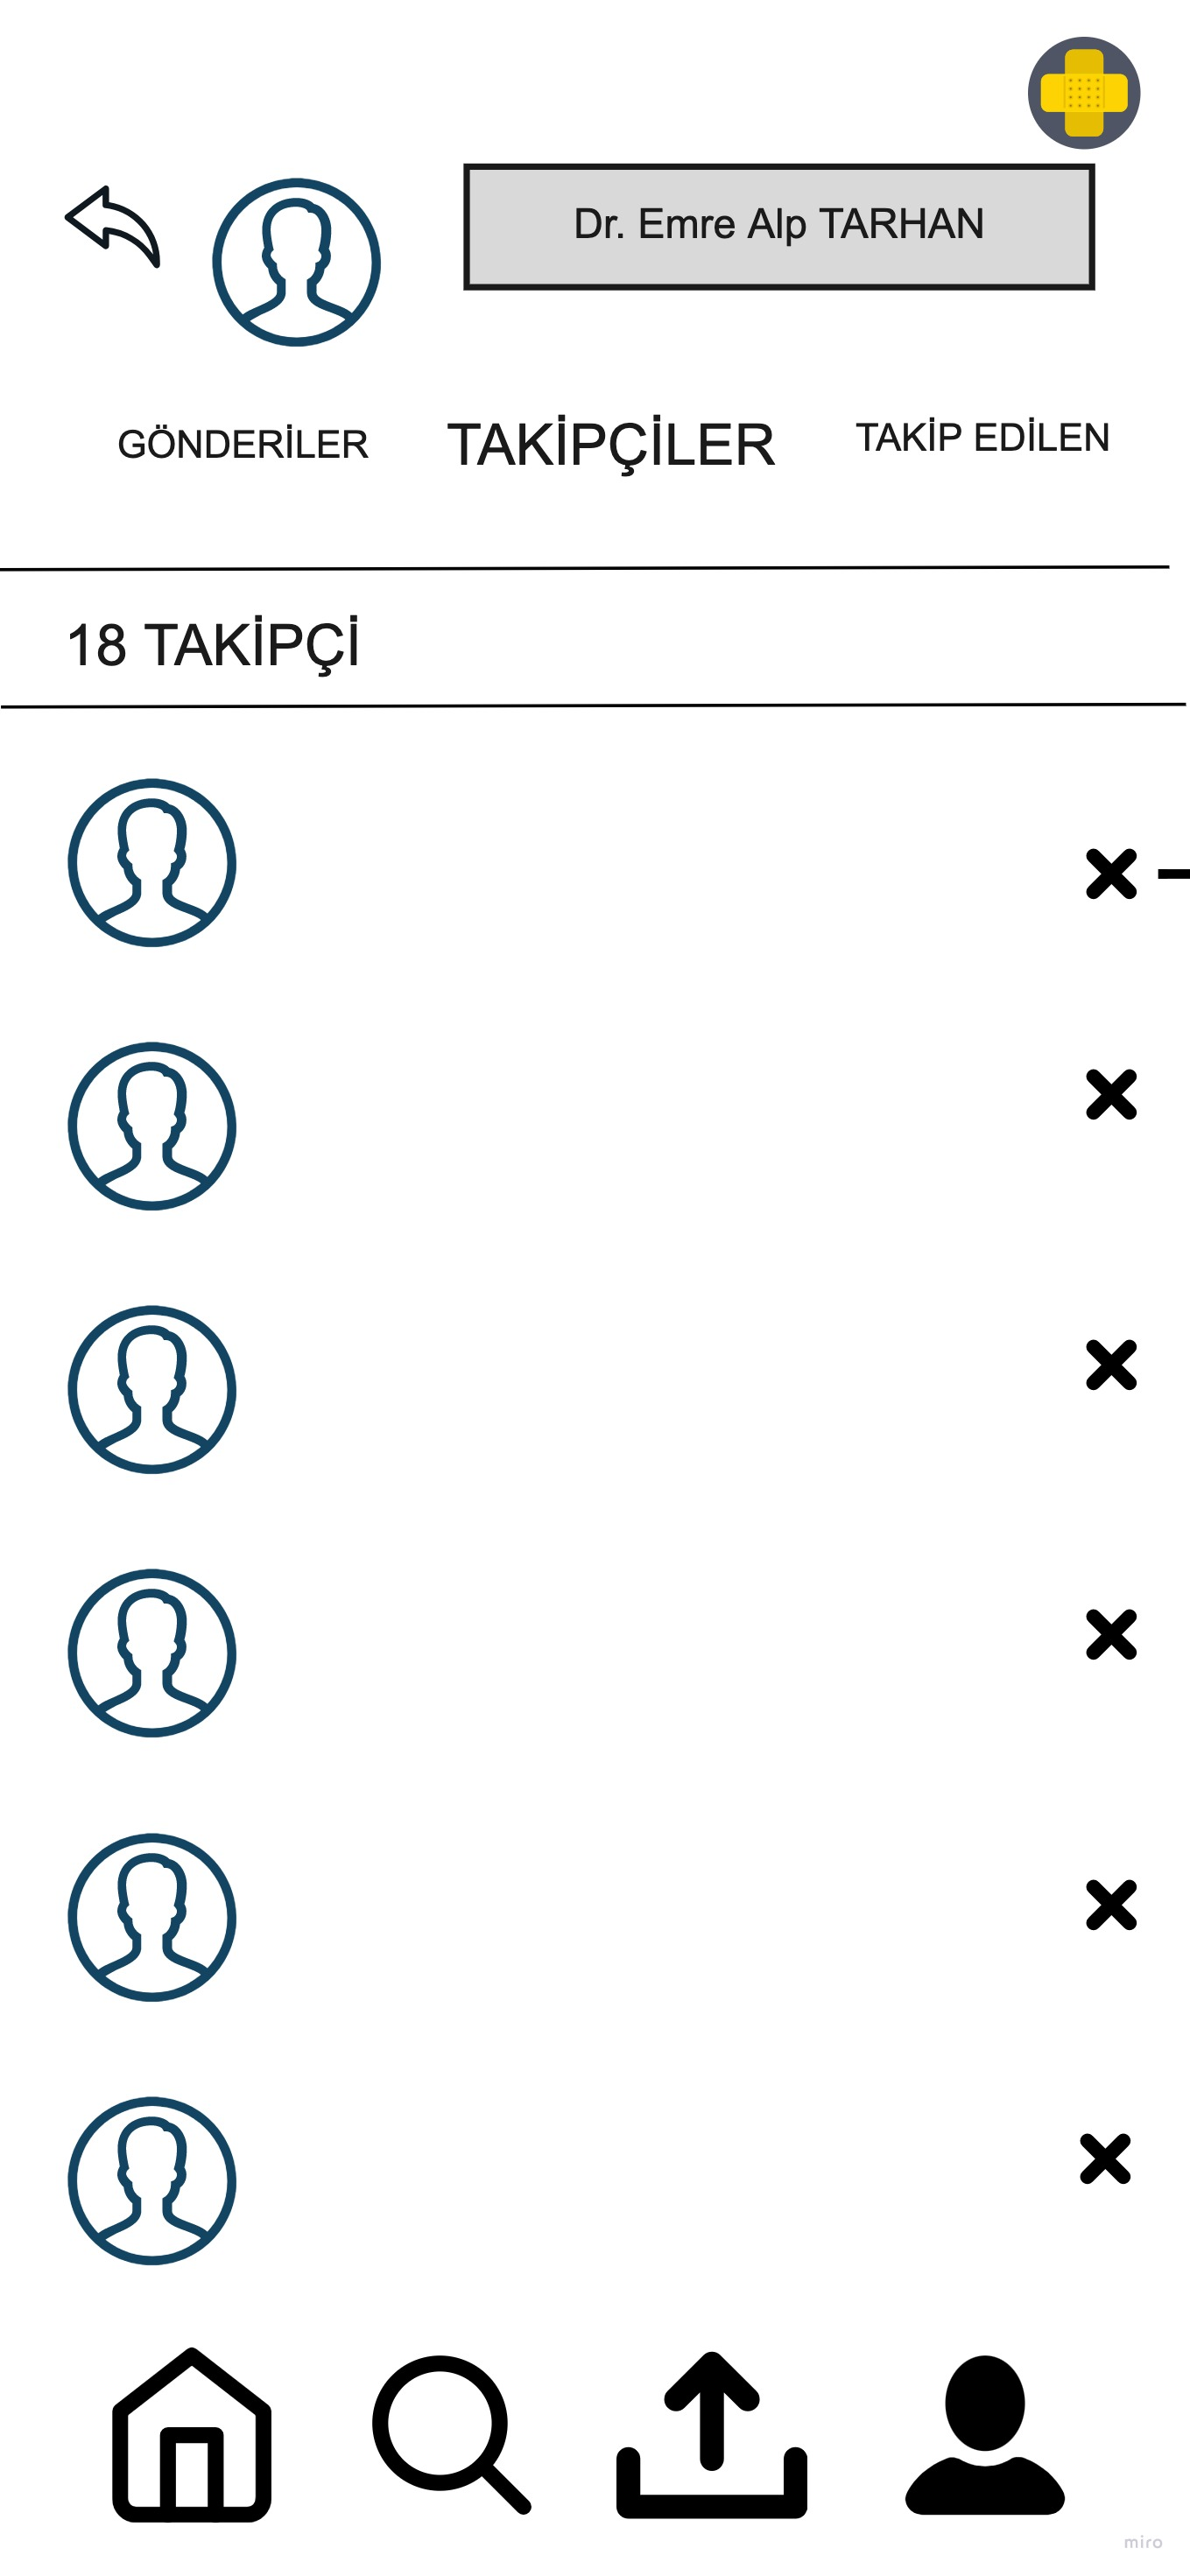 Dr. Emre Alp TARHAN
GÖNDERİLER
TAKİPÇİLER
TAKİP EDİLEN
18 TAKİPÇİ
miro